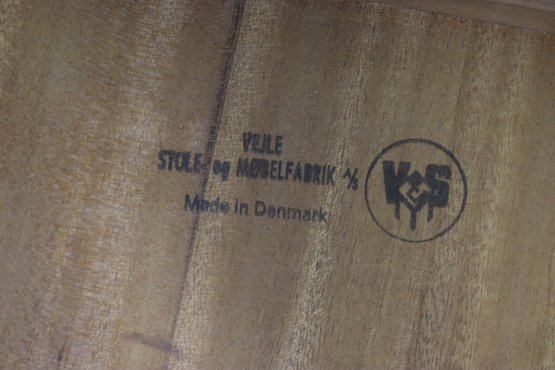 VEJLE
STOLE- og MØBELFABRIK A/S
Made in Denmark
V&S